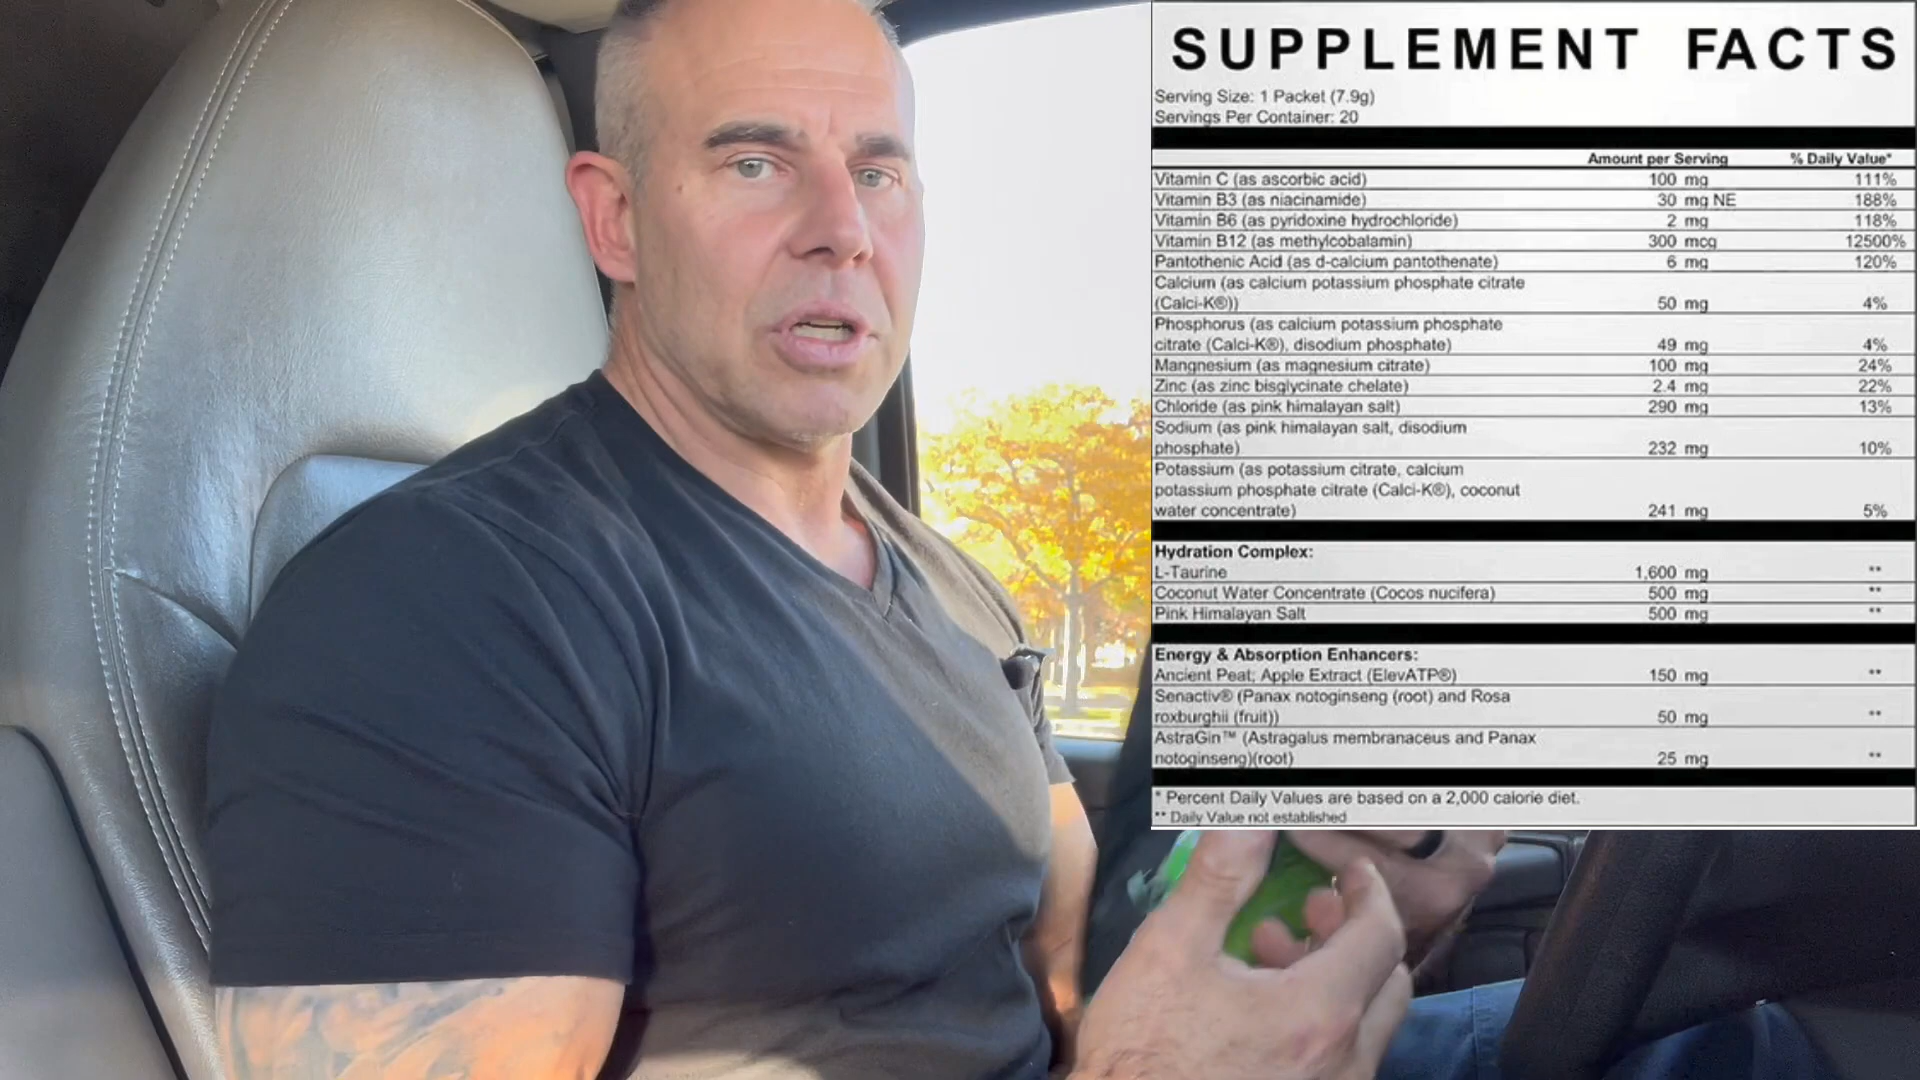 SUPPLEMENT FACTS
Serving Size: 1 Packet (7.9g)
Servings Per Container: 20
Amount per Serving % Daily Value*
Vitamin C (as ascorbic acid) 100 mg 111%
Vitamin B3 (as niacinamide) 30 mg NE 188%
Vitamin B6 (as pyridoxine hydrochloride) 2 mg 118%
Vitamin B12 (as methylcobalamin) 300 mcg 12500%
Pantothenic Acid (as d-calcium pantothenate) 6 mg 120%
Calcium (as calcium potassium phosphate citrate
(Calci-K®)) 50 mg 4%
Phosphorus (as calcium potassium phosphate
citrate (Calci-K®), disodium phosphate) 49 mg 4%
Mangnesium (as magnesium citrate) 100 mg 24%
Zinc (as zinc bisglycinate chelate) 2.4 mg 22%
Chloride (as pink himalayan salt) 290 mg 13%
Sodium (as pink himalayan salt, disodium
phosphate) 232 mg 10%
Potassium (as potassium citrate, calcium
potassium phosphate citrate (Calci-K®), coconut
water concentrate) 241 mg 5%
Hydration Complex:
L-Taurine 1,600 mg **
Coconut Water Concentrate (Cocos nucifera) 500 mg **
Pink Himalayan Salt 500 mg **
Energy & Absorption Enhancers:
Ancient Peat, Apple Extract (ElevATP®) 150 mg **
Senactiv® (Panax notoginseng (root) and Rosa
roxburghii (fruit)) 50 mg **
AstraGin™ (Astragalus membranaceus and Panax
notoginseng)(root) 25 mg **
* Percent Daily Values are based on a 2,000 calorie diet.
** Daily Value not established